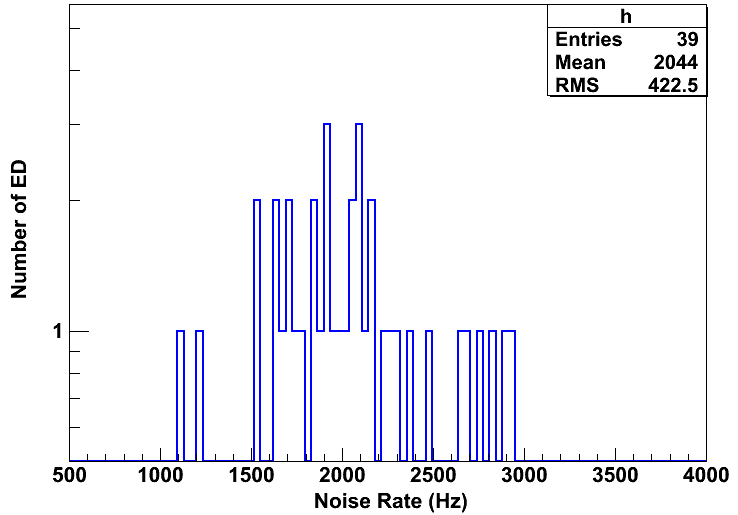 h
Entries 39
Mean 2044
RMS 422.5
Number of ED
1
500 1000 1500 2000 2500 3000 3500 4000
Noise Rate (Hz)